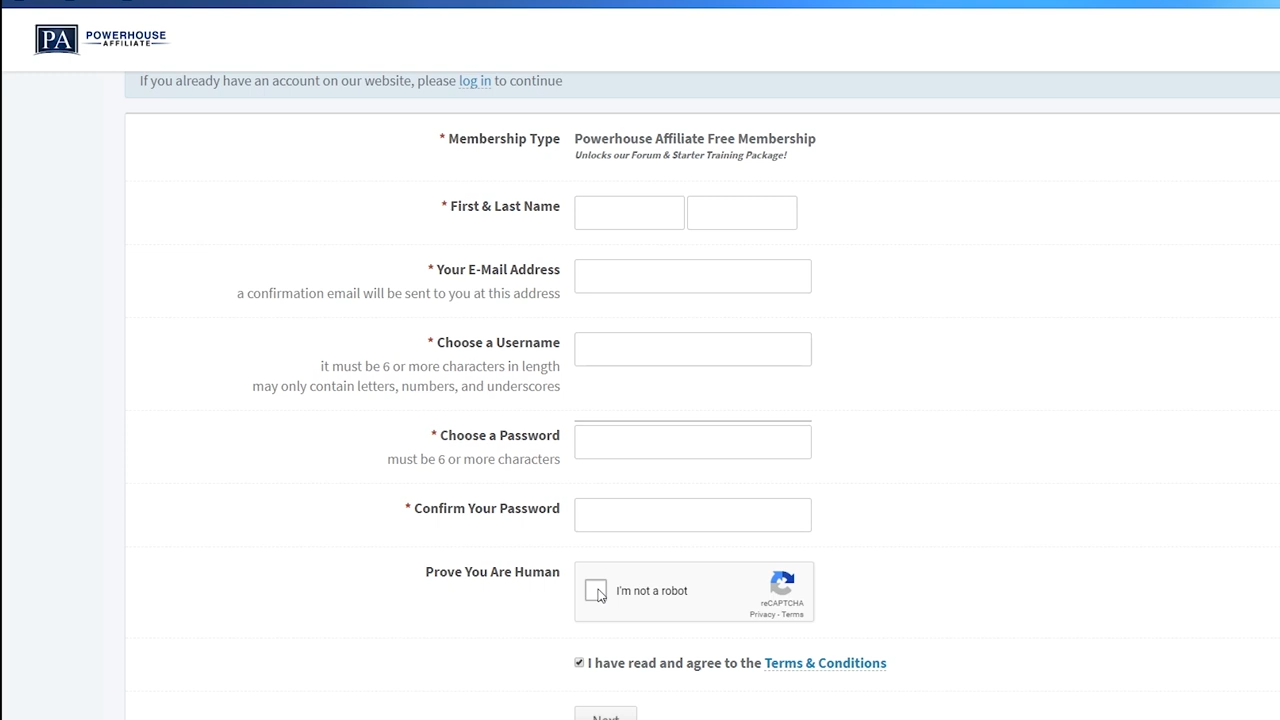 PA POWERHOUSE
AFFILIATE
If you already have an account on our website, please log in to continue
* Membership Type
Powerhouse Affiliate Free Membership
Unlocks our Forum & Starter Training Package!
* First & Last Name
* Your E-Mail Address
a confirmation email will be sent to you at this address
* Choose a Username
it must be 6 or more characters in length
may only contain letters, numbers, and underscores
* Choose a Password
must be 6 or more characters
* Confirm Your Password
Prove You Are Human
I'm not a robot
reCAPTCHA
Privacy - Terms
I have read and agree to the Terms & Conditions
Next